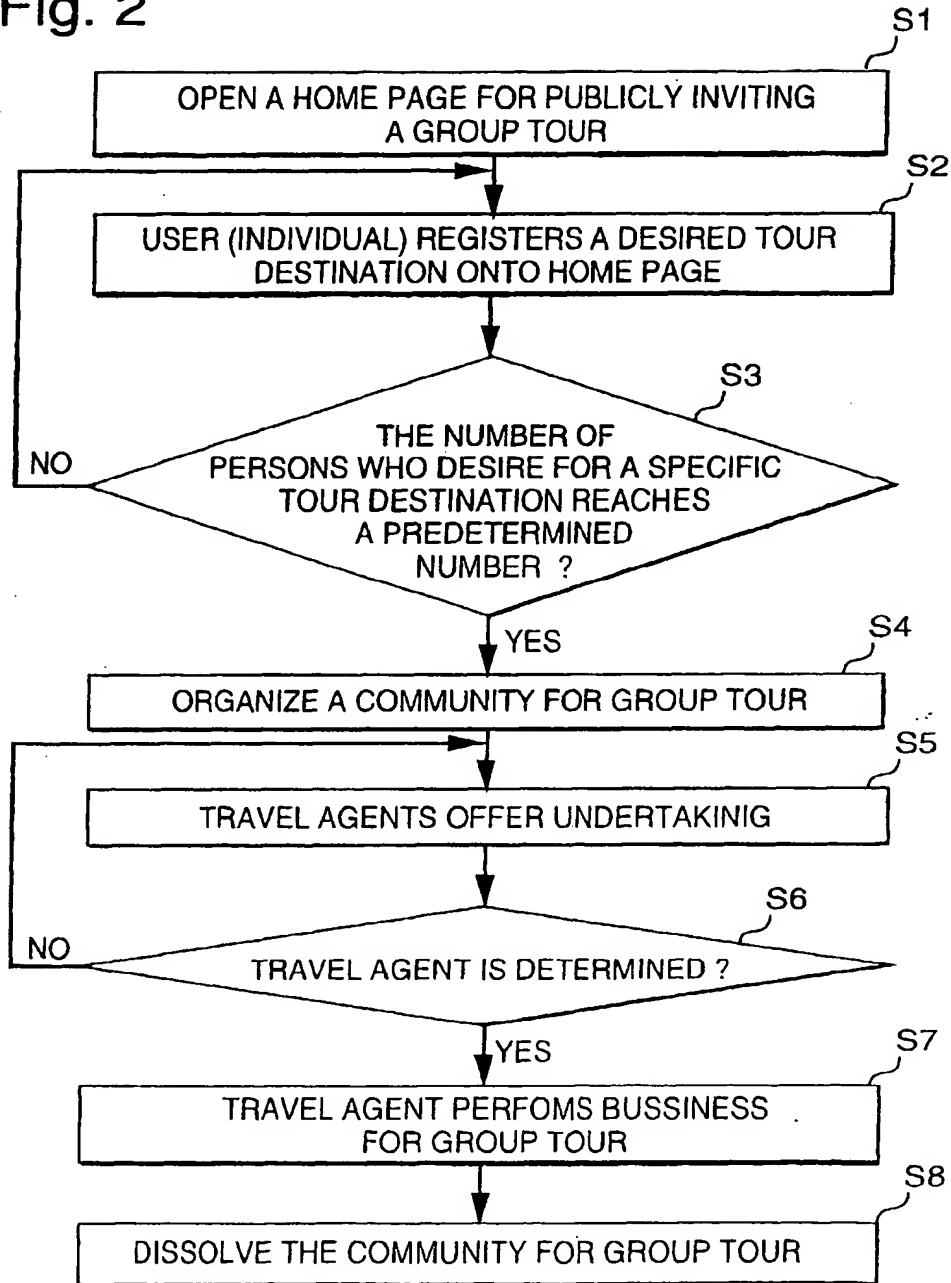 Fig. 2
S1
OPEN A HOME PAGE FOR PUBLICLY INVITING
A GROUP TOUR
S2
USER (INDIVIDUAL) REGISTERS A DESIRED TOUR
DESTINATION ONTO HOME PAGE
S3
THE NUMBER OF
PERSONS WHO DESIRE FOR A SPECIFIC
TOUR DESTINATION REACHES
A PREDETERMINED
NUMBER ?
NO
YES
S4
ORGANIZE A COMMUNITY FOR GROUP TOUR
S5
TRAVEL AGENTS OFFER UNDERTAKINIG
S6
NO
TRAVEL AGENT IS DETERMINED ?
YES
S7
TRAVEL AGENT PERFOMS BUSSINESS
FOR GROUP TOUR
S8
DISSOLVE THE COMMUNITY FOR GROUP TOUR